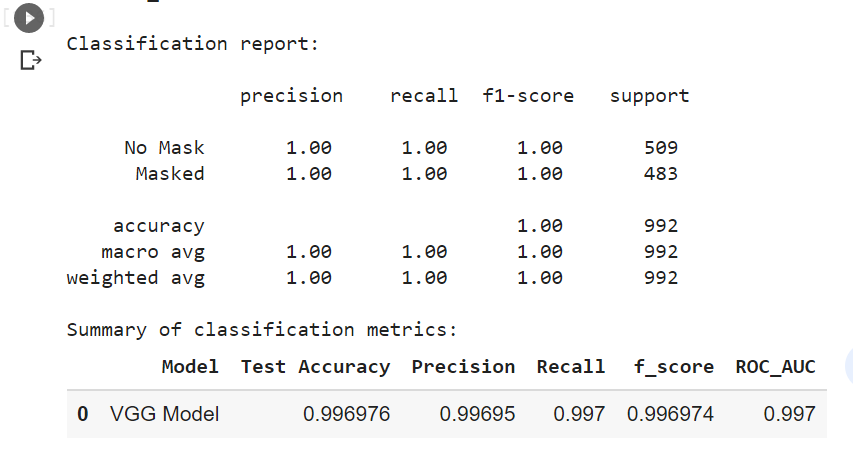 Classification report:
precision recall f1-score support
No Mask 1.00 1.00 1.00 509
Masked 1.00 1.00 1.00 483
accuracy 1.00 992
macro avg 1.00 1.00 1.00 992
weighted avg 1.00 1.00 1.00 992
Summary of classification metrics:
Model Test Accuracy Precision Recall f_score ROC_AUC
0 VGG Model 0.996976 0.99695 0.997 0.996974 0.997